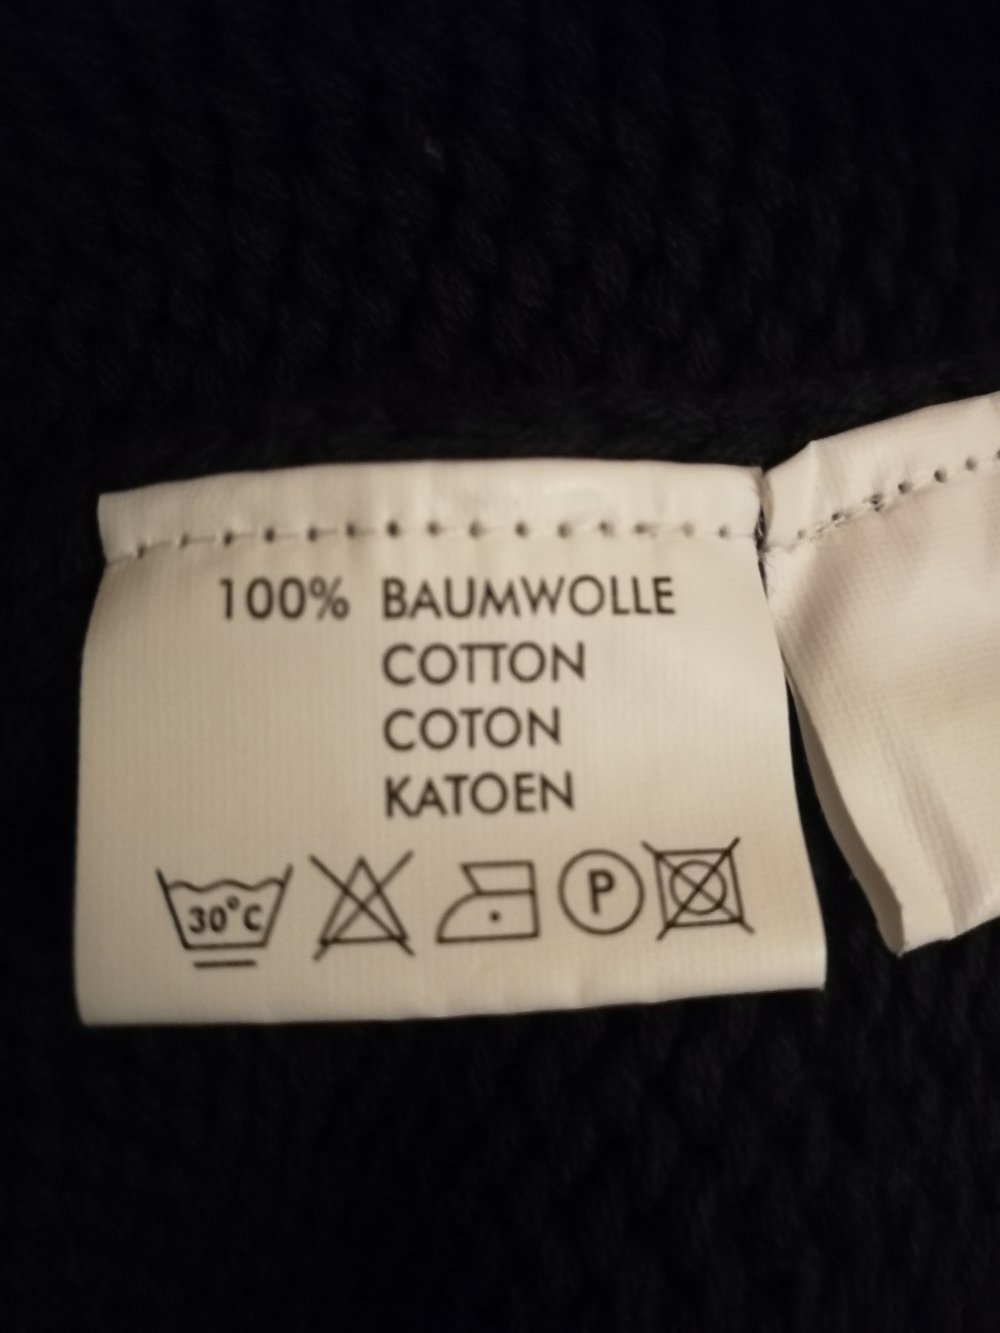 100% BAUMWOLLE
COTTON
COTON
KATOEN
30°C P